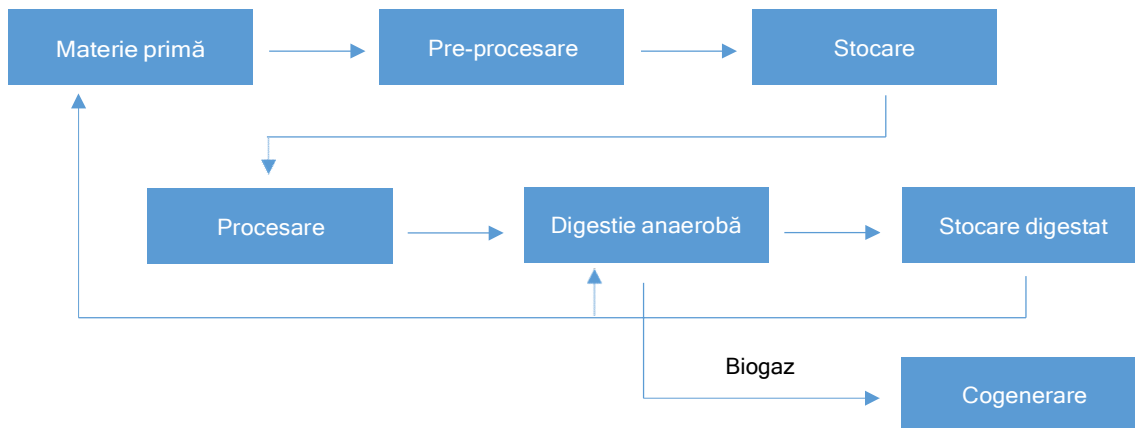 Materie primă
Pre-procesare
Stocare
Procesare
Digestie anaerobă
Stocare digestat
Biogaz
Cogenerare